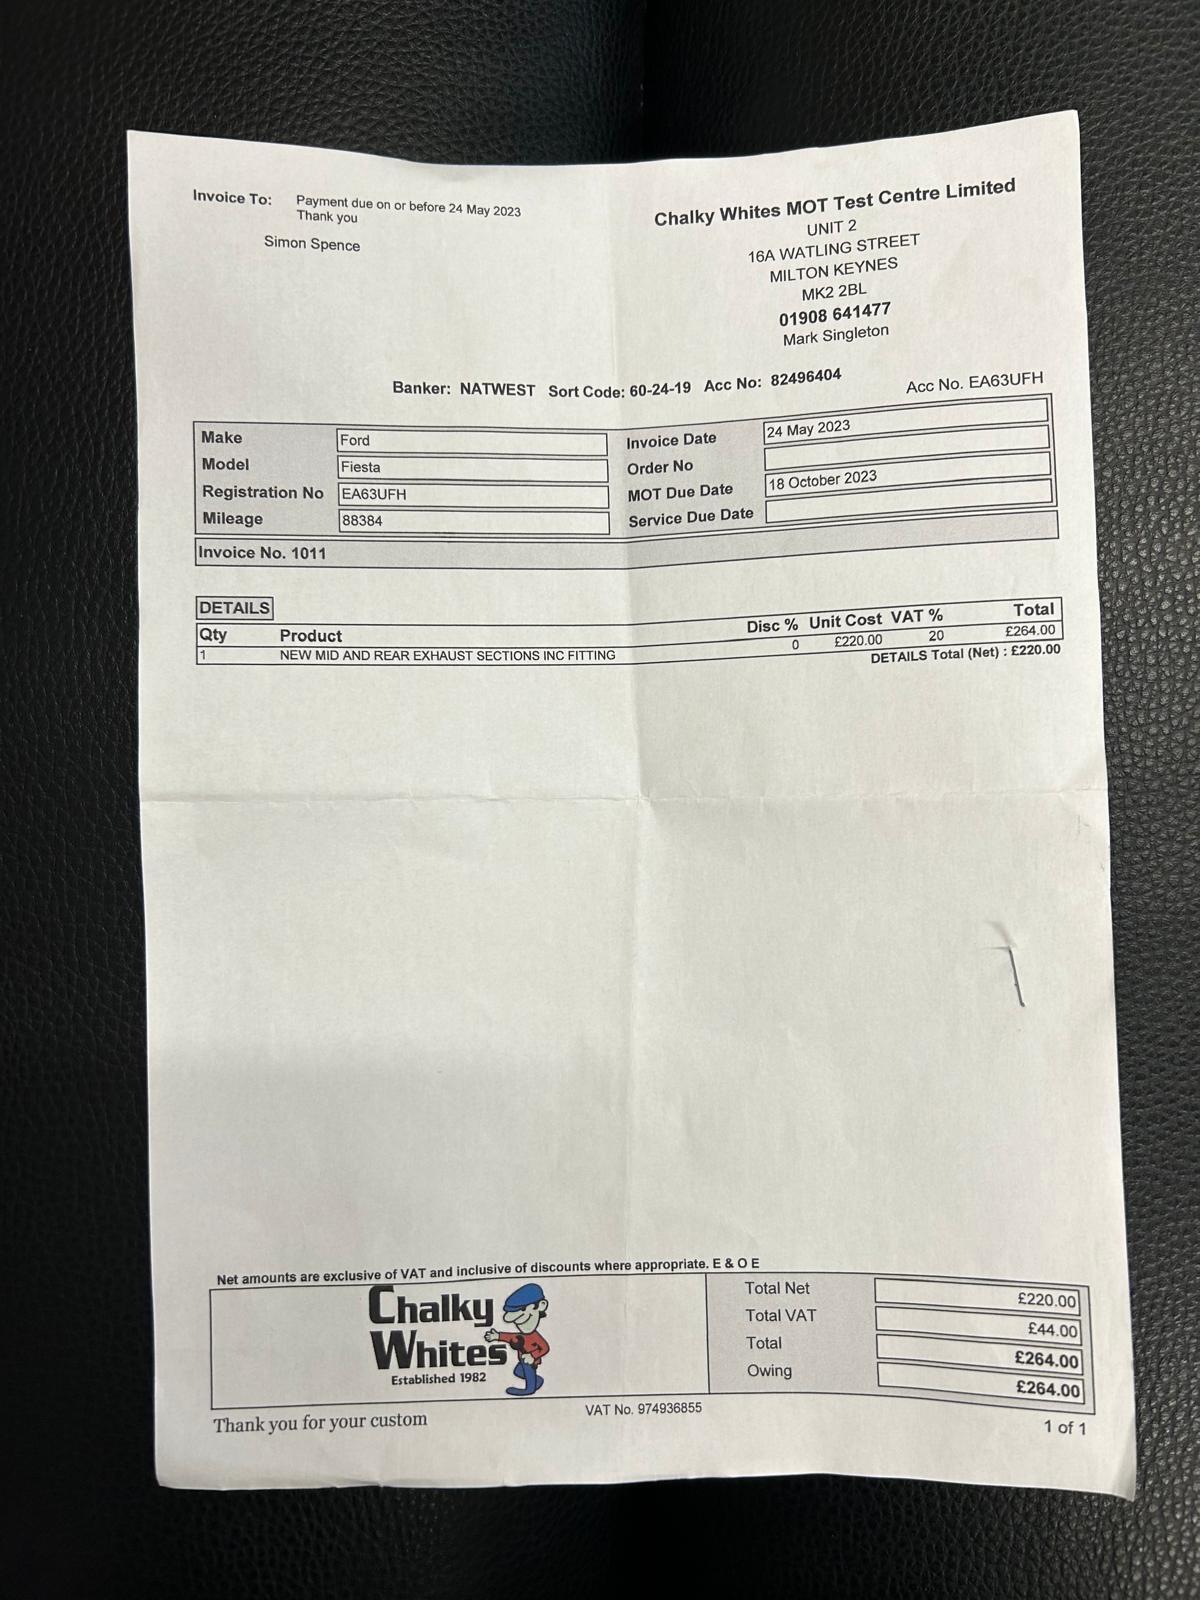 Invoice To: Payment due on or before 24 May 2023
Thank you
Simon Spence
Chalky Whites MOT Test Centre Limited
UNIT 2
16A WATLING STREET
MILTON KEYNES
MK2 2BL
01908 641477
Mark Singleton
Banker: NATWEST Sort Code: 60-24-19 Acc No: 82496404 Acc No. EA63UFH
Make Ford Invoice Date 24 May 2023
Model Fiesta Order No
Registration No EA63UFH MOT Due Date 18 October 2023
Mileage 88384 Service Due Date
Invoice No. 1011
DETAILS
Qty Product Disc % Unit Cost VAT % Total
1 NEW MID AND REAR EXHAUST SECTIONS INC FITTING 0 £220.00 20 £264.00
DETAILS Total (Net) : £220.00
Net amounts are exclusive of VAT and inclusive of discounts where appropriate. E & O E
Chalky
Whites
Established 1982
Total Net £220.00
Total VAT £44.00
Total £264.00
Owing £264.00
Thank you for your custom VAT No. 974936855 1 of 1